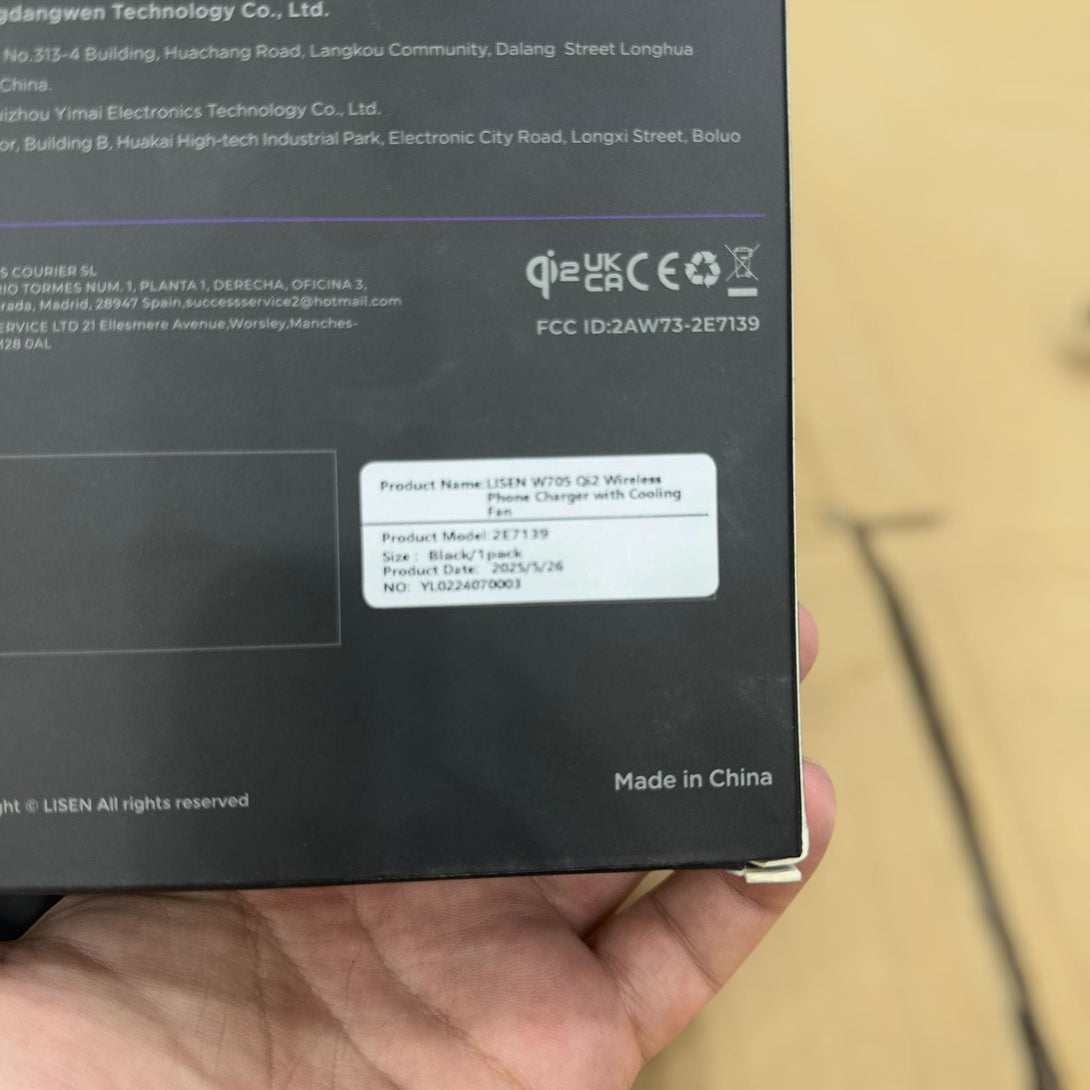 gdangwen Technology Co., Ltd.
No.313-4 Building, Huachang Road, Langkou Community, Dalang Street Longhua
China.
uizhou Yimai Electronics Technology Co., Ltd.
or, Building B, Huakai High-tech Industrial Park, Electronic City Road, Longxi Street, Boluo
S COURIER SL
RIO TORMES NUM, 1, PLANTA 1, DERECHA, OFICINA 3,
rada, Madrid, 28947 Spain,successservice2@hotmail.com
ERVICE LTD 21 Ellesmere Avenue,Worsley,Manches-
M28 0AL
qi2 UK CA CE
FCC ID:2AW73-2E7139
Product Name:LISEN W705 Qi2 Wireless
Phone Charger with Cooling
Fan
Product Model:2E7139
Size : Black/1pack
Product Date: 2025/5/26
NO: YL0224070003
Made in China
ght © LISEN All rights reserved